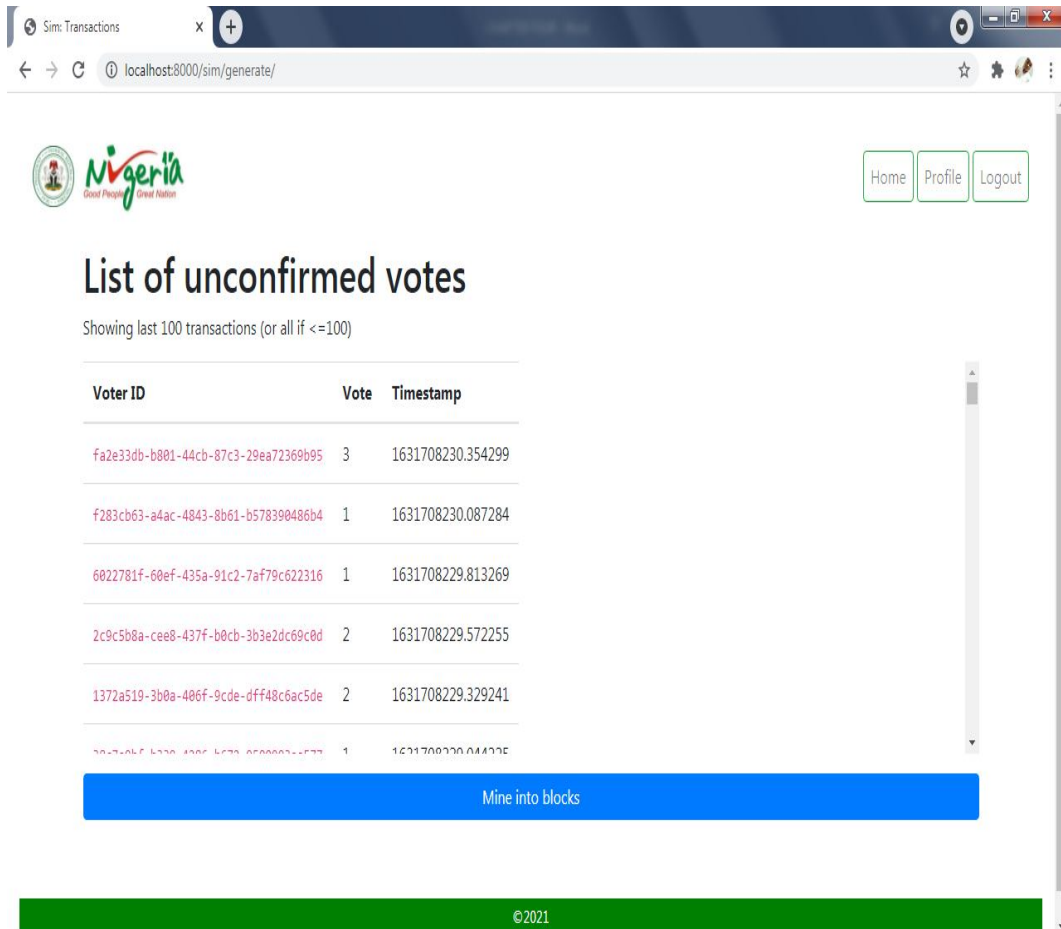 Sim: Transactions
localhost:8000/sim/generate/
Nigeria
Good People Great Nation
Home Profile Logout
List of unconfirmed votes
Showing last 100 transactions (or all if <=100)
Voter ID Vote Timestamp
fa2e33db-b801-44cb-87c3-29ea72369b95 3 1631708230.354299
f283cb63-a4ac-4843-8b61-b578390486b4 1 1631708230.087284
6022781f-60ef-435a-91c2-7af79c622316 1 1631708229.813269
2c9c5b8a-cee8-437f-b0cb-3b3e2dc69c0d 2 1631708229.572255
1372a519-3b0a-406f-9cde-dff48c6ac5de 2 1631708229.329241
1
Mine into blocks
©2021